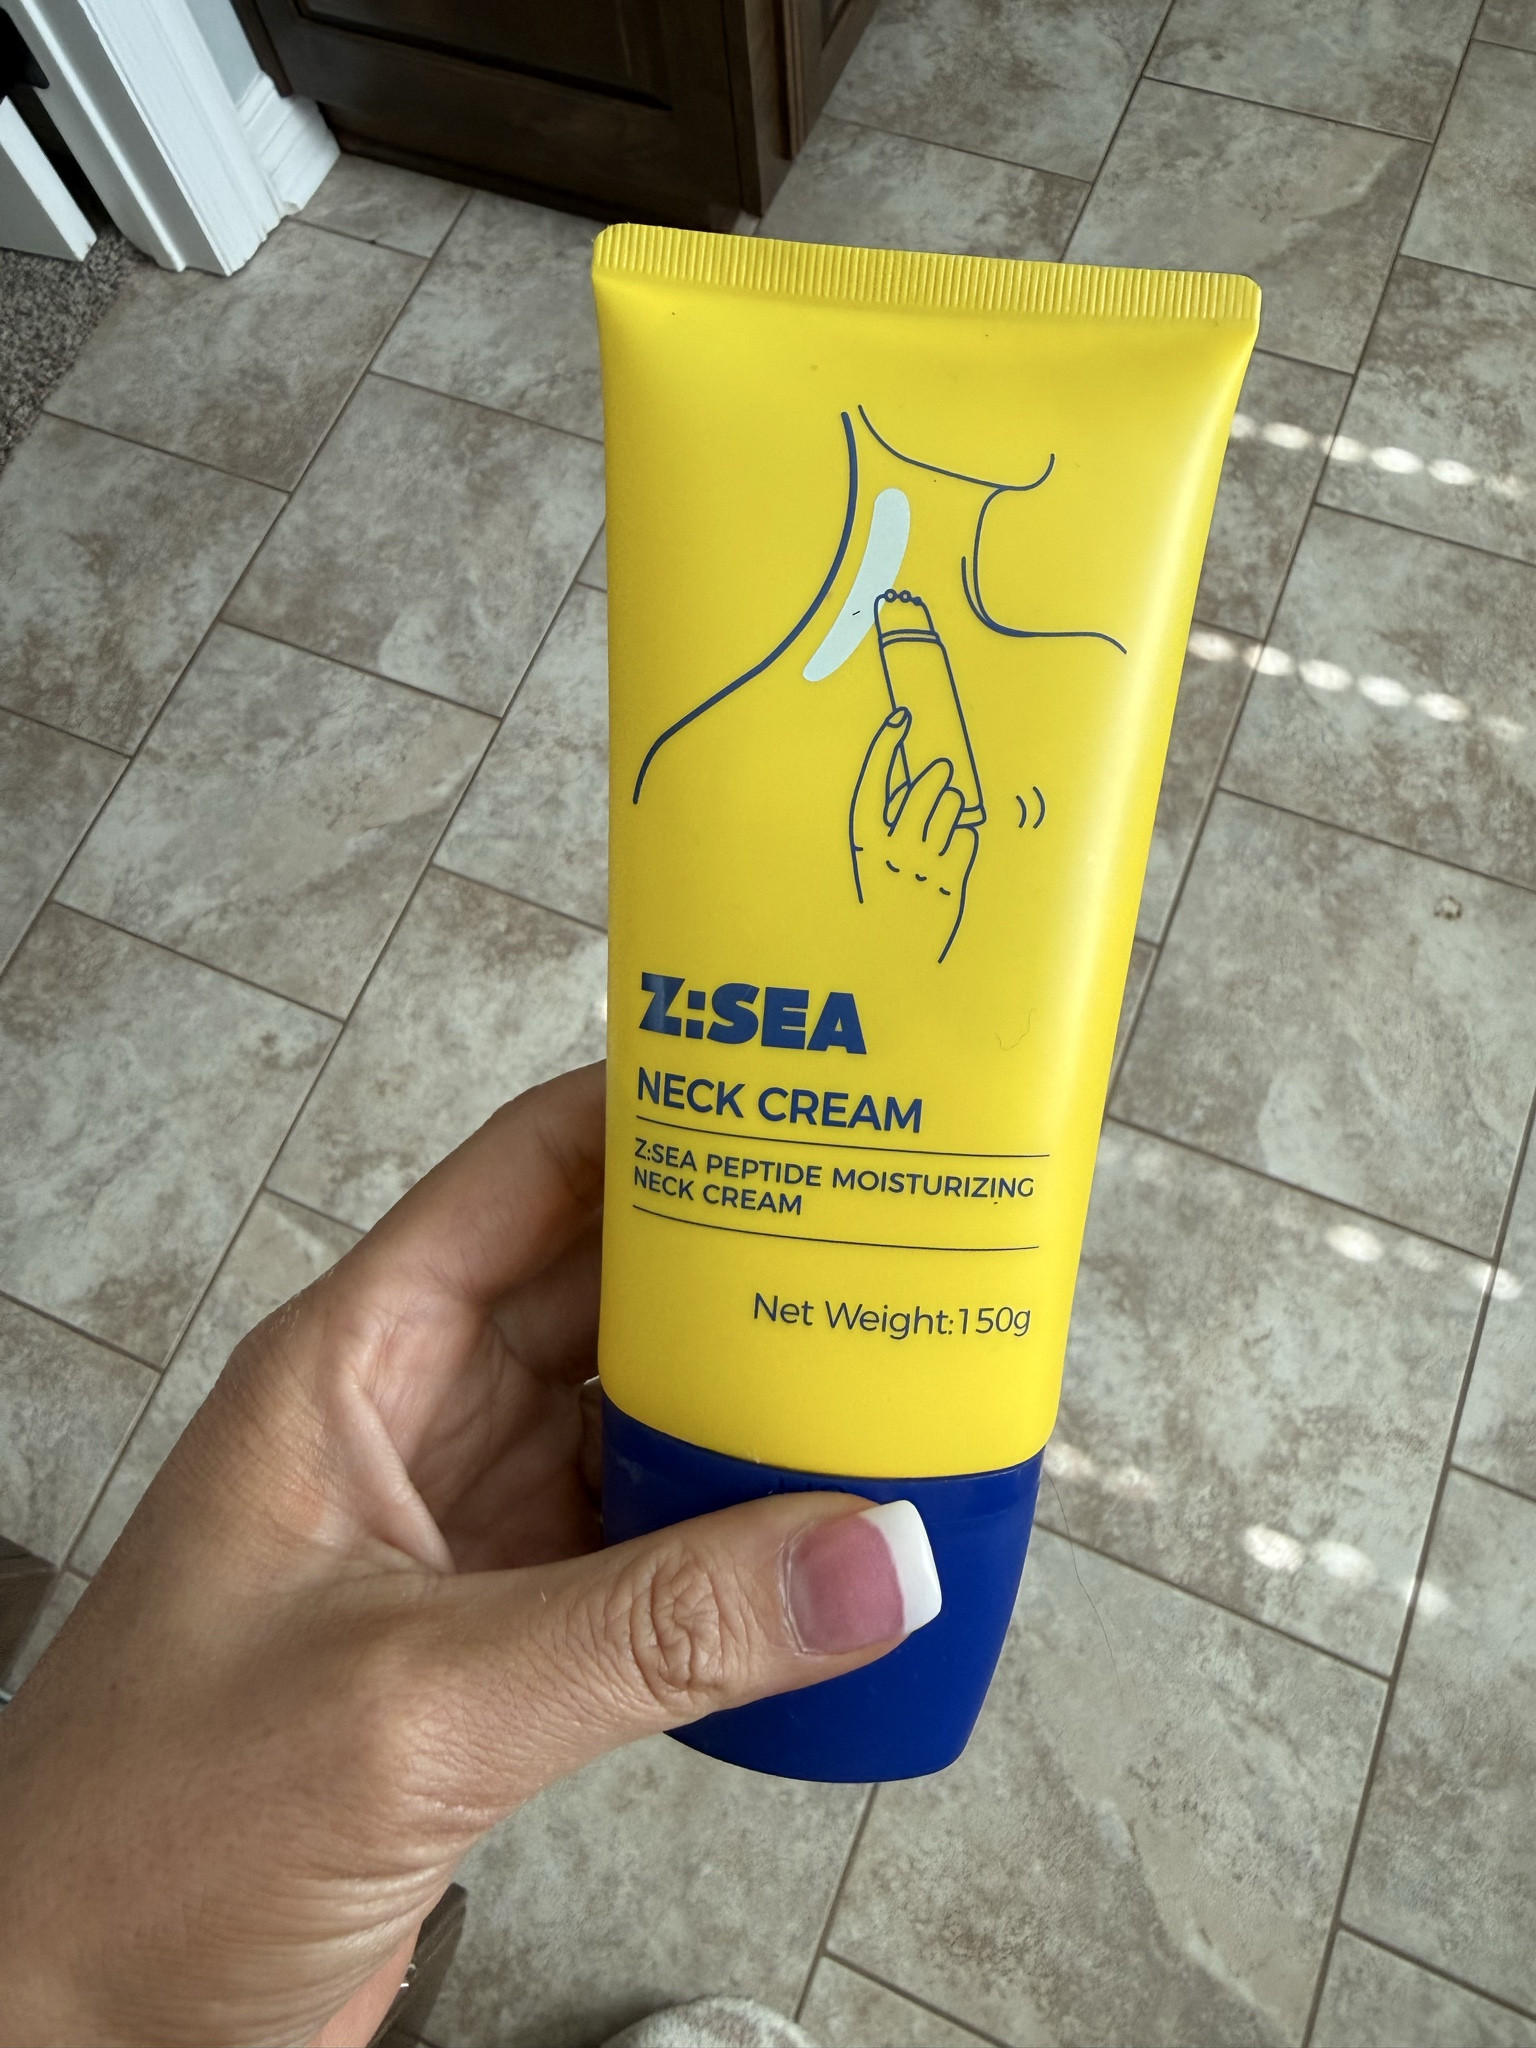 Z:SEA
NECK CREAM
Z:SEA PEPTIDE MOISTURIZING
NECK CREAM
Net Weight:150g